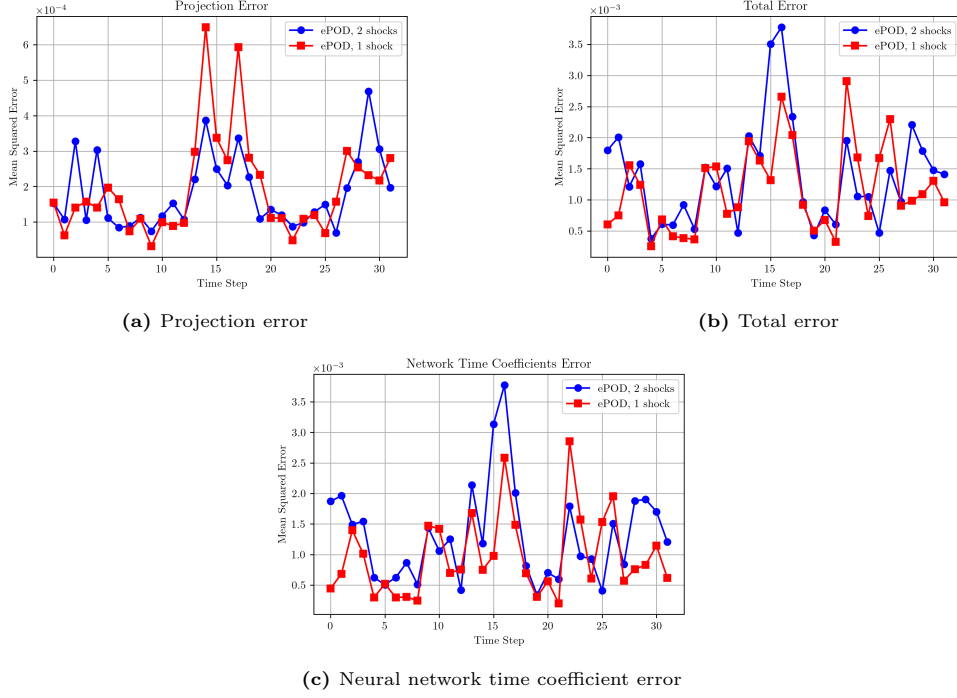 Projection Error
×10−4
ePOD, 2 shocks
ePOD, 1 shock
6
5
4
3
2
1
Mean Squared Error
0 5 10 15 20 25 30
Time Step
(a) Projection error
Total Error
×10−3
ePOD, 2 shocks
ePOD, 1 shock
3.5
3.0
2.5
2.0
1.5
1.0
0.5
Mean Squared Error
0 5 10 15 20 25 30
Time Step
(b) Total error
Network Time Coefficients Error
×10−3
ePOD, 2 shocks
ePOD, 1 shock
3.5
3.0
2.5
2.0
1.5
1.0
0.5
Mean Squared Error
0 5 10 15 20 25 30
Time Step
(c) Neural network time coefficient error